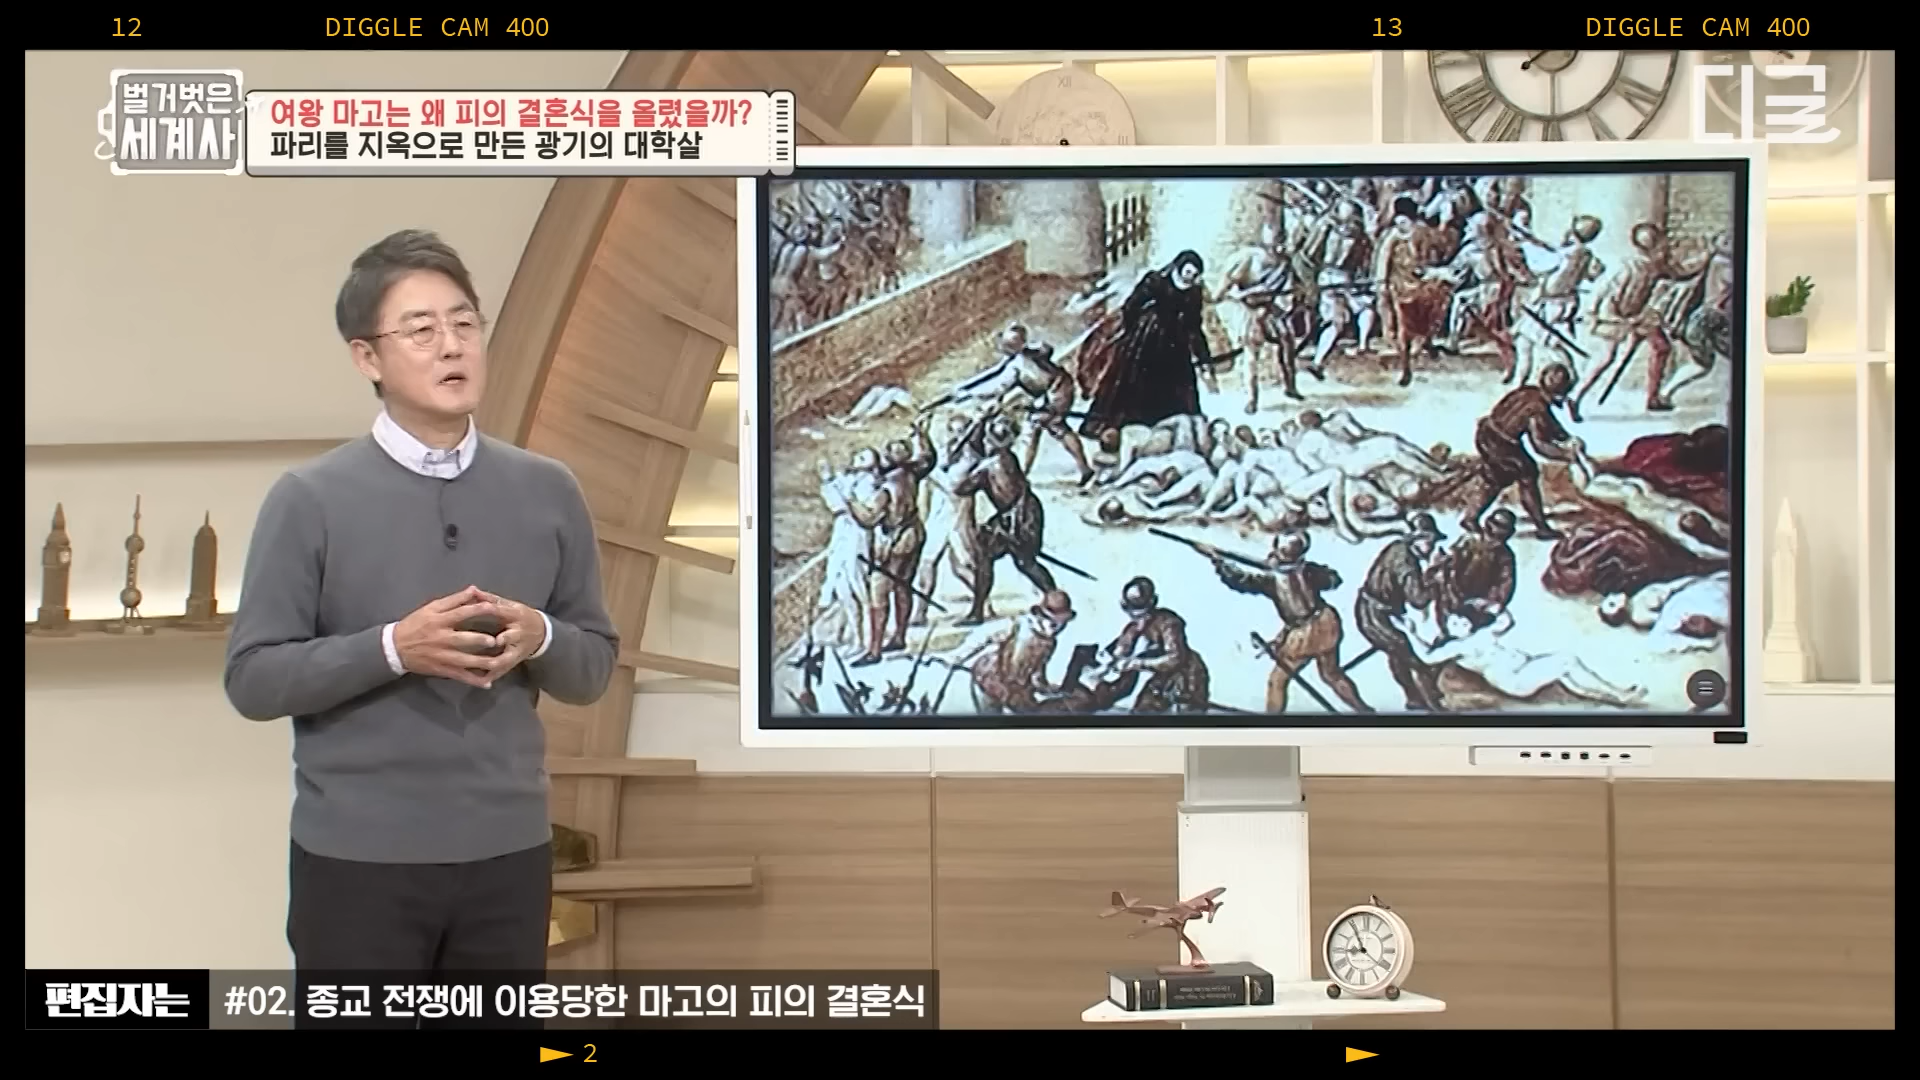 12
DIGGLE CAM 400
13
DIGGLE CAM 400
벌거벗은
세계사
여왕 마고는 왜 피의 결혼식을 올렸을까?
파리를 지옥으로 만든 광기의 대학살
디글
편집자는
#02. 종교 전쟁에 이용당한 마고의 피의 결혼식
2